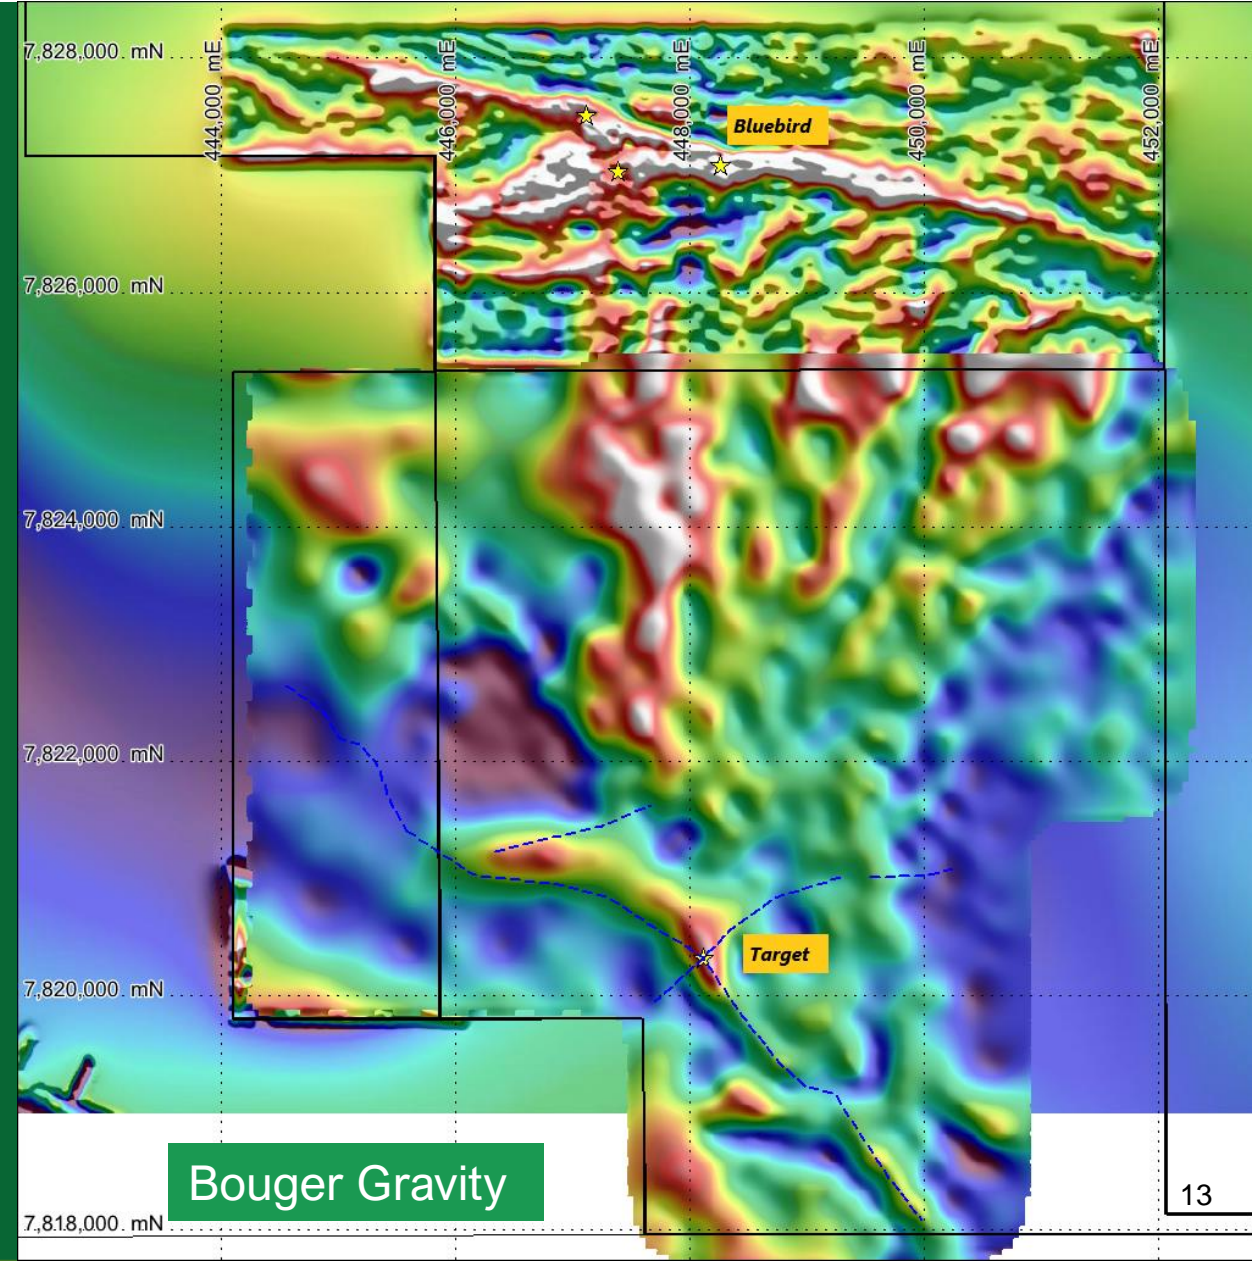 7,828,000 mN
444,000 mE
446,000 mE
448,000 mE
450,000 mE
452,000 mE
Bluebird
7,826,000 mN
7,824,000 mN
7,822,000 mN
Target
7,820,000 mN
Bouger Gravity
13
7,818,000 mN